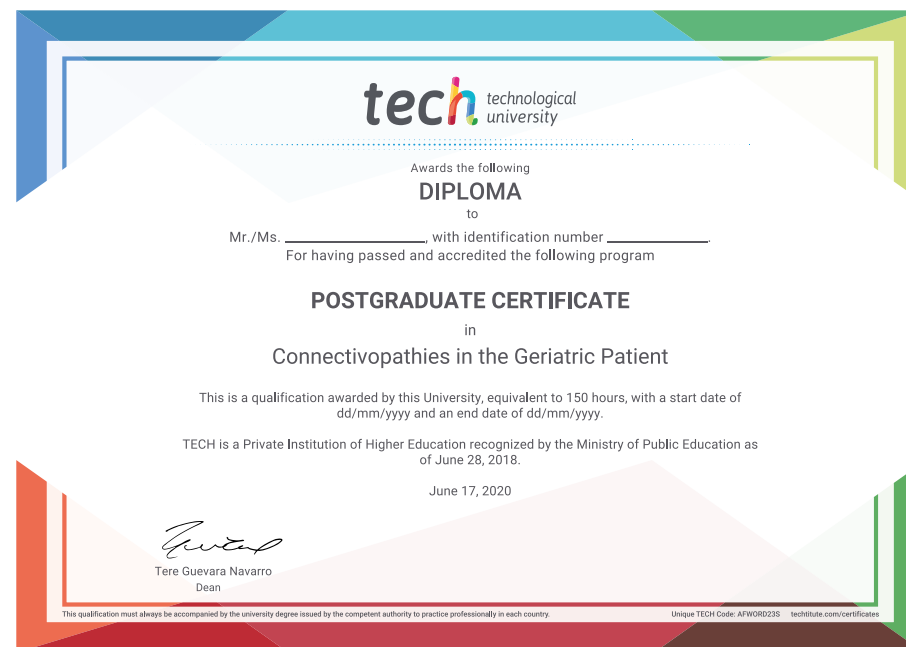 tech technological
university
Awards the following
DIPLOMA
to
Mr./Ms. ____________________, with identification number ______________.
For having passed and accredited the following program
POSTGRADUATE CERTIFICATE
in
Connectivopathies in the Geriatric Patient
This is a qualification awarded by this University, equivalent to 150 hours, with a start date of
dd/mm/yyyy and an end date of dd/mm/yyyy.
TECH is a Private Institution of Higher Education recognized by the Ministry of Public Education as
of June 28, 2018.
June 17, 2020
Tere Guevara Navarro
Dean
This qualification must always be accompanied by the university degree issued by the competent authority to practice professionally in each country.
Unique TECH Code: AFWORD23S techtitute.com/certificates